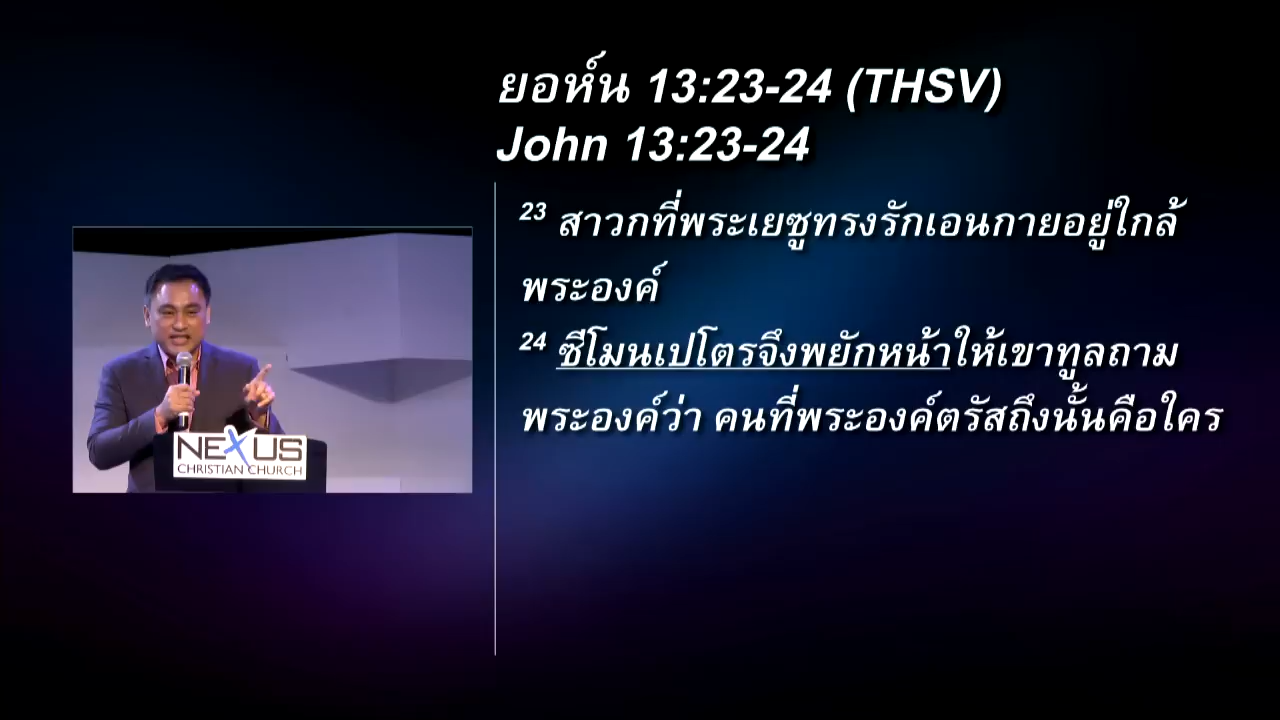 ยอห์น 13:23-24 (THSV)
John 13:23-24
23 สาวกที่พระเยซูทรงรักเอนกายอยู่ใกล้
พระองค์
24 ซีโมนเปโตรจึงพยักหน้าให้เขาทูลถาม
พระองค์ว่า คนที่พระองค์ตรัสถึงนั้นคือใคร
NEXUS
CHRISTIAN CHURCH